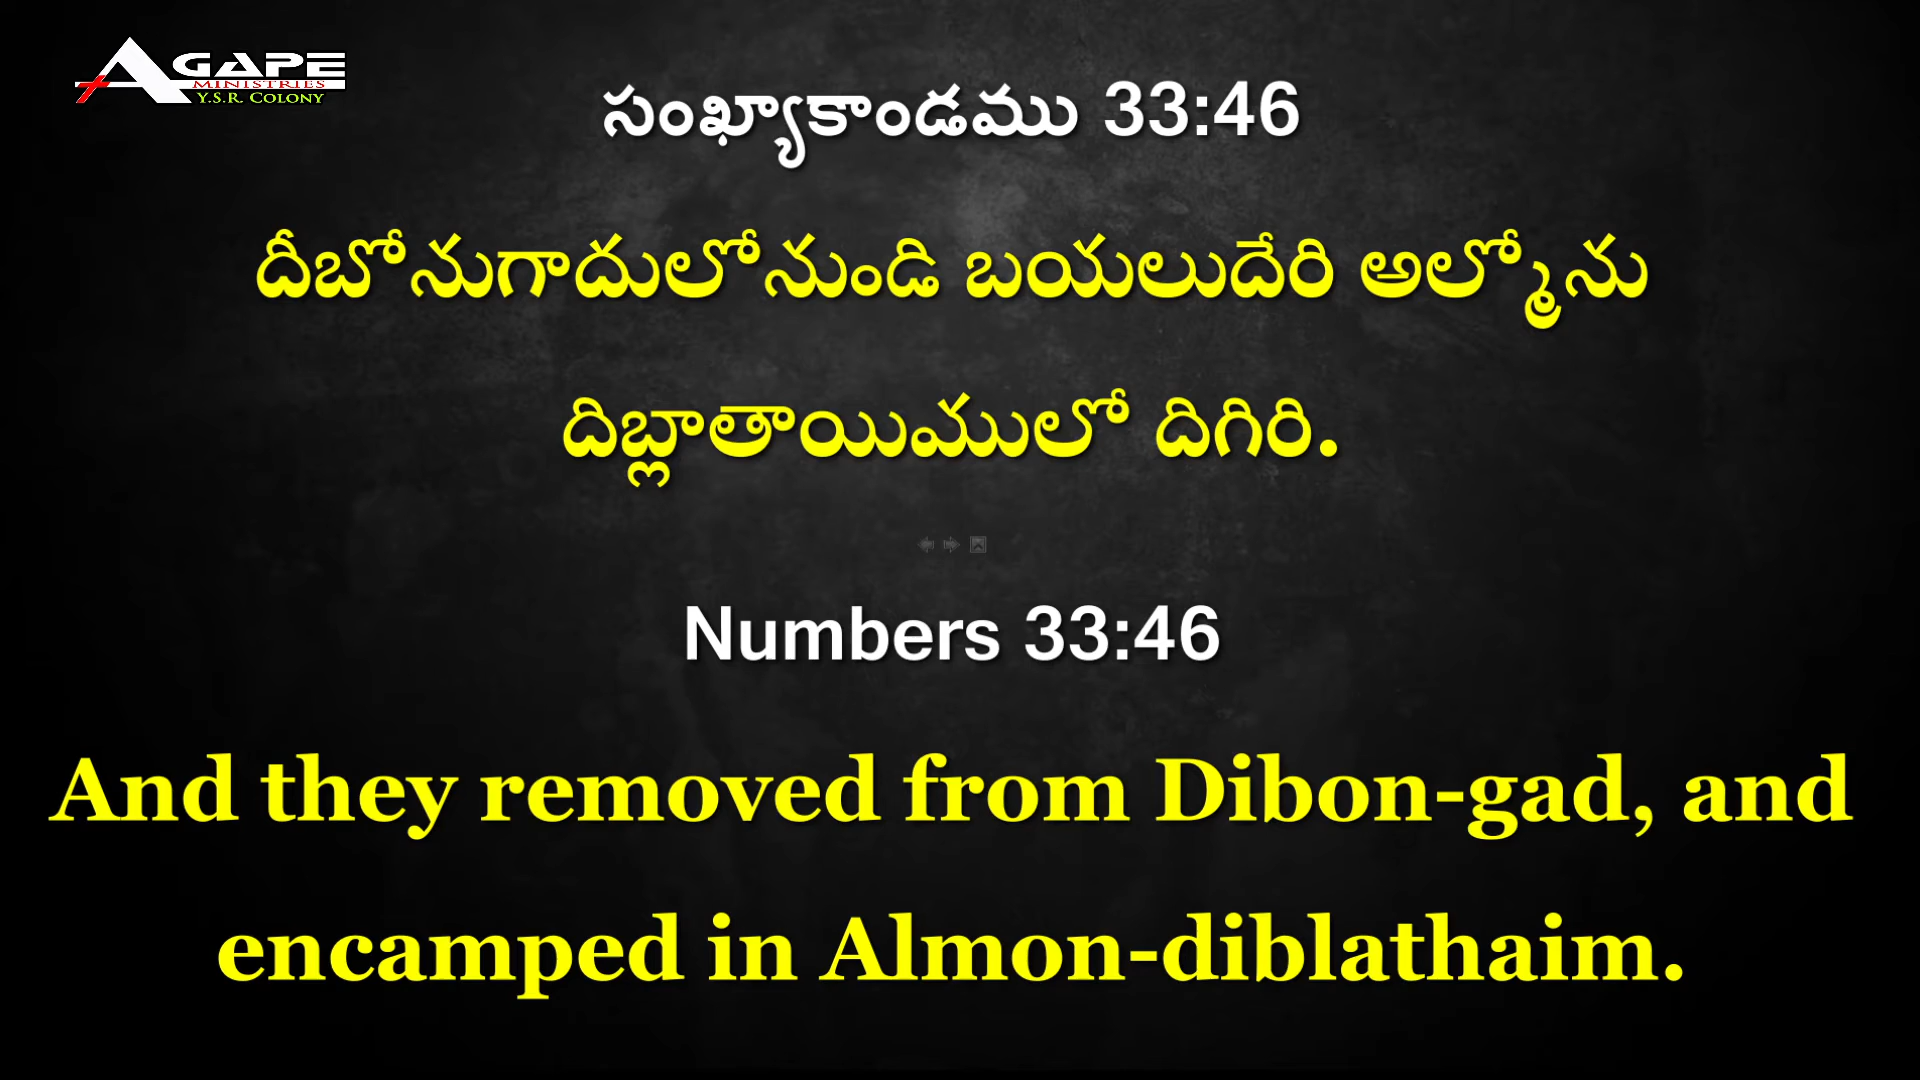 AGAPE
MINISTRIES
Y.S.R. COLONY
సంఖ్యాకాండము 33:46
దీబోనుగాదులోనుండి బయలుదేరి అల్మోను
దిబ్లాతాయిములో దిగిరి.
Numbers 33:46
And they removed from Dibon-gad, and
encamped in Almon-diblathaim.